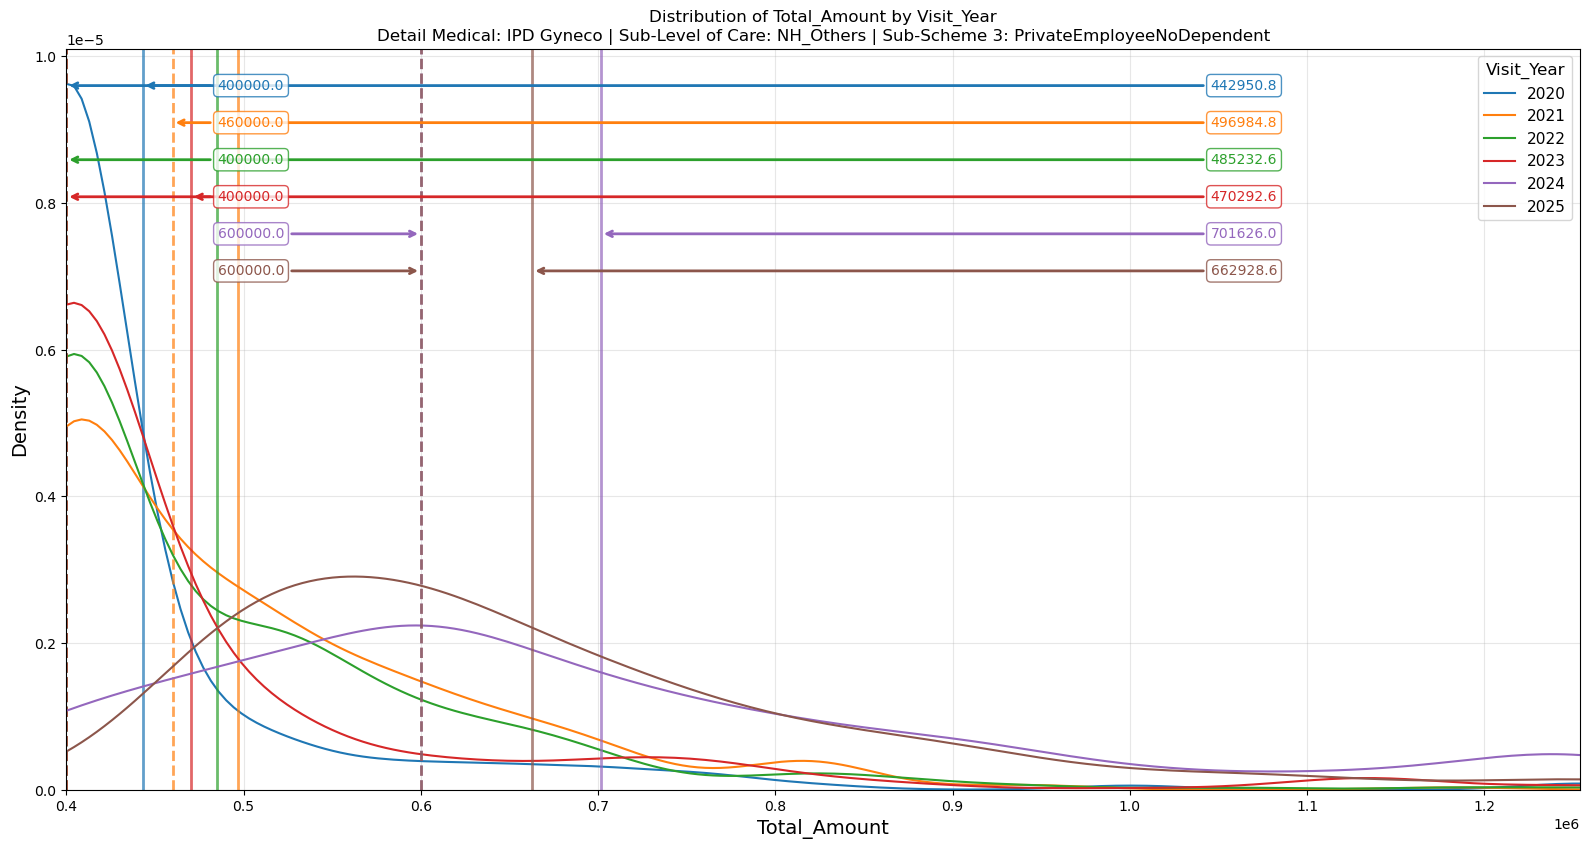 Distribution of Total_Amount by Visit_Year
Detail Medical: IPD Gyneco | Sub-Level of Care: NH_Others | Sub-Scheme 3: PrivateEmployeeNoDependent
1e−5
1.0
0.8
0.6
0.4
0.2
0.0
Density
400000.0 442950.8
460000.0 496984.8
400000.0 485232.6
400000.0 470292.6
600000.0 701626.0
600000.0 662928.6
Visit_Year
2020
2021
2022
2023
2024
2025
0.4 0.5 0.6 0.7 0.8 0.9 1.0 1.1 1.2
1e6
Total_Amount